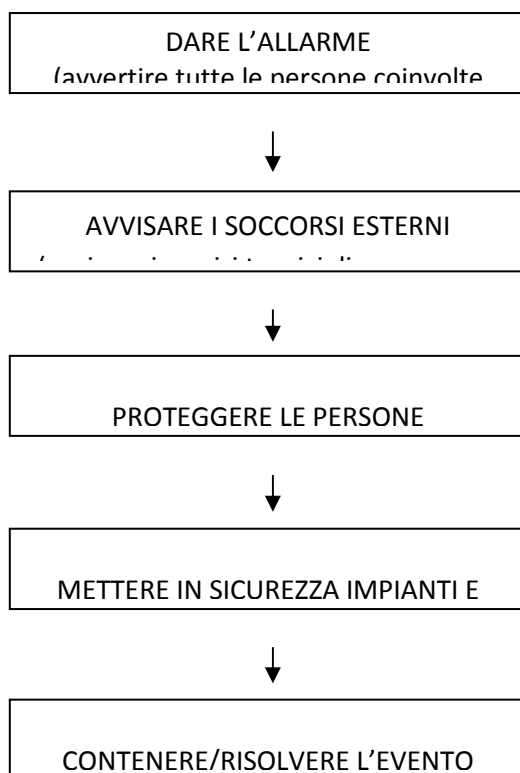 DARE L’ALLARME
(avvertire tutte le persone coinvolte
AVVISARE I SOCCORSI ESTERNI
PROTEGGERE LE PERSONE
METTERE IN SICUREZZA IMPIANTI E
CONTENERE/RISOLVERE L’EVENTO